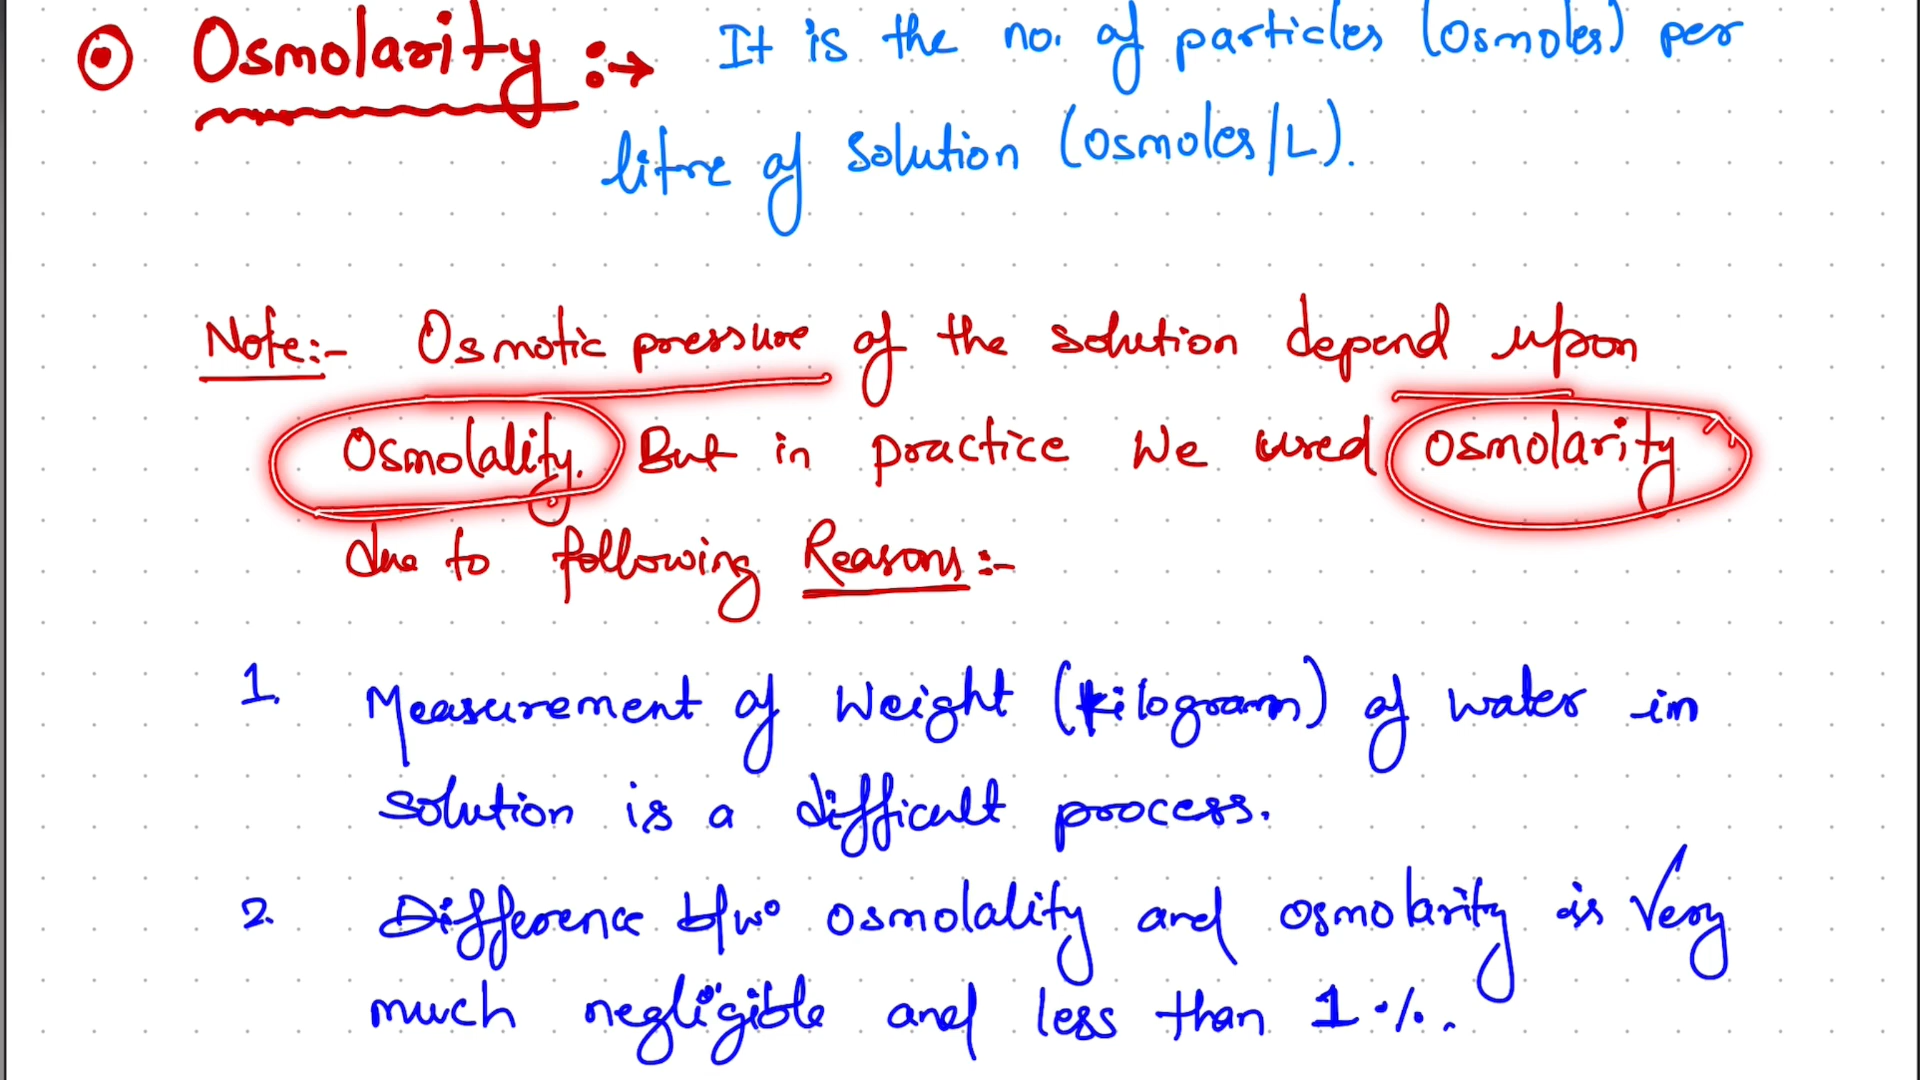 Osmolarity :→ It is the no. of particles (osmoles) per
litre of solution (osmoles/L).
Note:- Osmotic pressure of the solution depend upon
Osmolality. But in practice We used osmolarity
due to following Reasons :-
1. Measurement of Weight (kilogram) of water in
solution is a difficult process.
2. Difference b/wo osmolality and osmolarity is Very
much negligible and less than 1%.